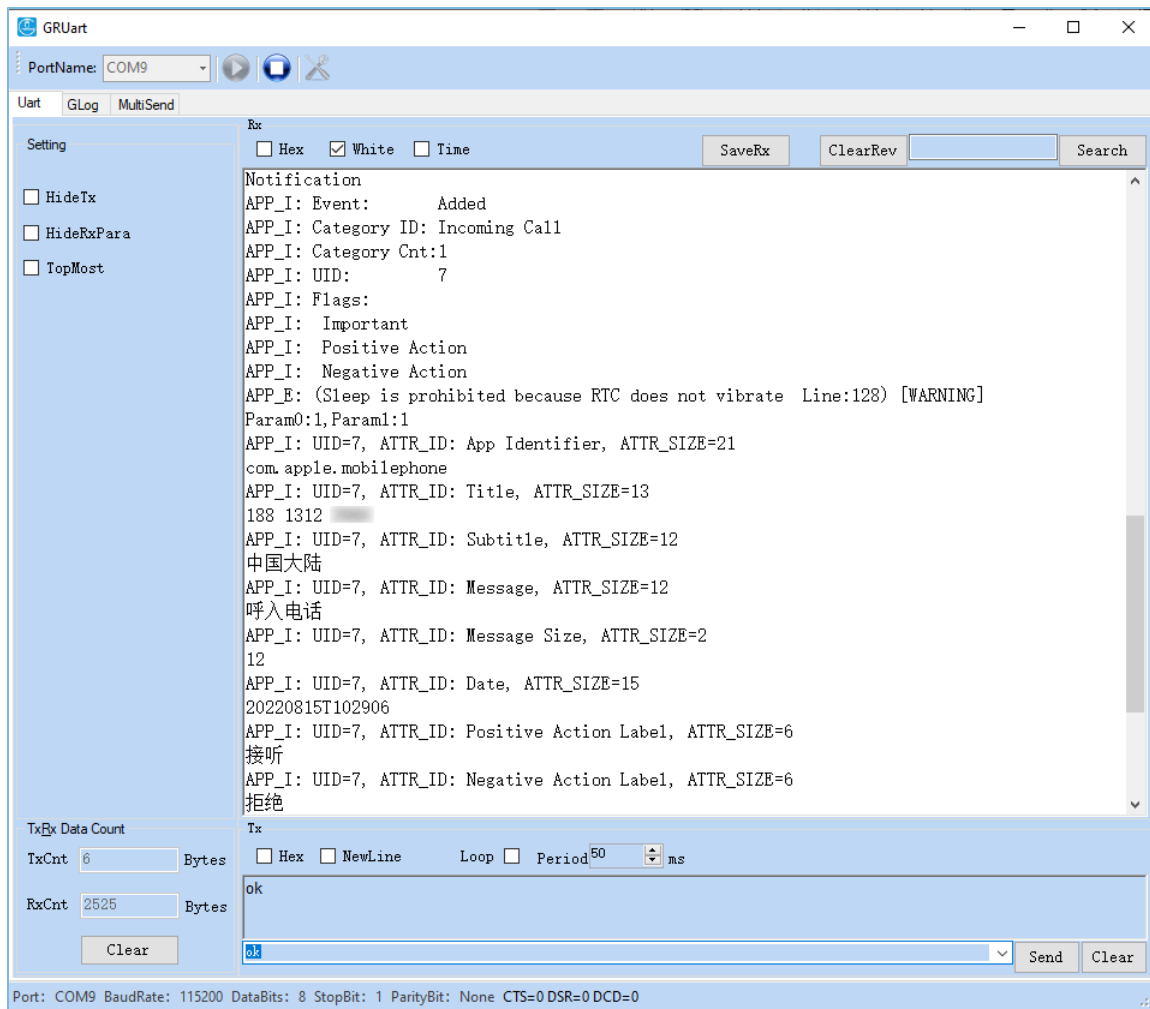 GRUart
PortName: COM9
Uart GLog MultiSend
Setting
HideTx
HideRxPara
TopMost
Rx
Hex White Time SaveRx ClearRev Search
Notification
APP_I: Event: Added
APP_I: Category ID: Incoming Call
APP_I: Category Cnt:1
APP_I: UID: 7
APP_I: Flags:
APP_I: Important
APP_I: Positive Action
APP_I: Negative Action
APP_E: (Sleep is prohibited because RTC does not vibrate Line:128) [WARNING]
Param0:1,Param1:1
APP_I: UID=7, ATTR_ID: App Identifier, ATTR_SIZE=21
com.apple.mobilephone
APP_I: UID=7, ATTR_ID: Title, ATTR_SIZE=13
188 1312
APP_I: UID=7, ATTR_ID: Subtitle, ATTR_SIZE=12
中国大陆
APP_I: UID=7, ATTR_ID: Message, ATTR_SIZE=12
呼入电话
APP_I: UID=7, ATTR_ID: Message Size, ATTR_SIZE=2
12
APP_I: UID=7, ATTR_ID: Date, ATTR_SIZE=15
20220815T102906
APP_I: UID=7, ATTR_ID: Positive Action Label, ATTR_SIZE=6
接听
APP_I: UID=7, ATTR_ID: Negative Action Label, ATTR_SIZE=6
拒绝
TxRx Data Count
TxCnt 6 Bytes
RxCnt 2525 Bytes
Clear
Tx
Hex NewLine Loop Period 50 ms
ok
ok Send Clear
Port: COM9 BaudRate: 115200 DataBits: 8 StopBit: 1 ParityBit: None CTS=0 DSR=0 DCD=0